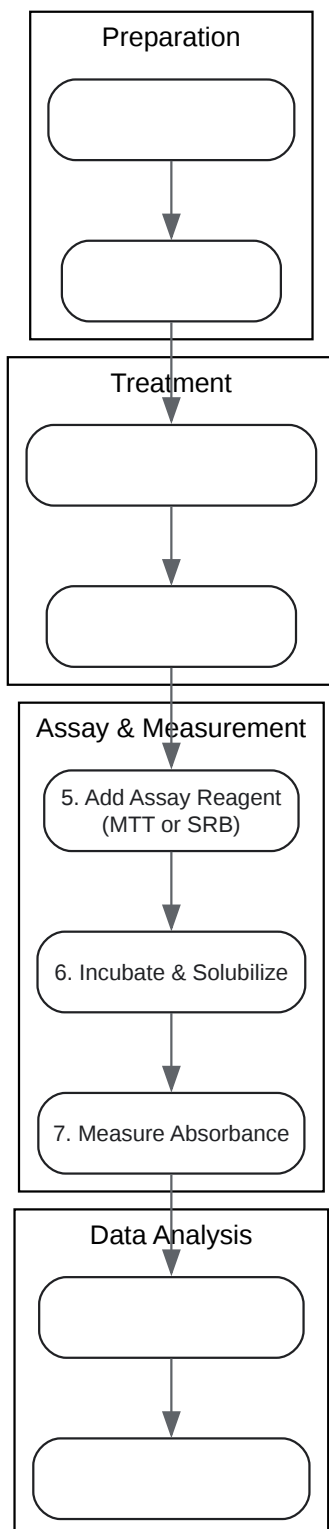 Preparation
Treatment
Assay & Measurement
5. Add Assay Reagent
(MTT or SRB)
6. Incubate & Solubilize
7. Measure Absorbance
Data Analysis